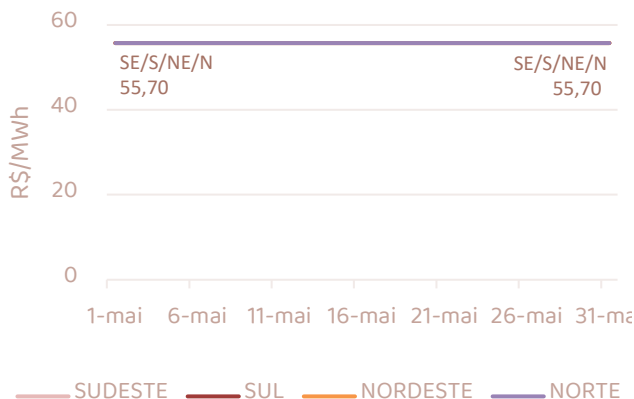 60
SE/S/NE/N SE/S/NE/N
55,70 55,70
40
R$/MWh
20
0
1-mai 6-mai 11-mai 16-mai 21-mai 26-mai 31-ma
SUDESTE SUL NORDESTE NORTE